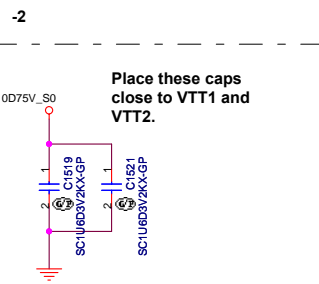 -2
Place these caps
close to VTT1 and
VTT2.
0D75V_S0
1
2
C1519
SC1U6D3V2KX-GP
1
2
C1521
SC1U6D3V2KX-GP